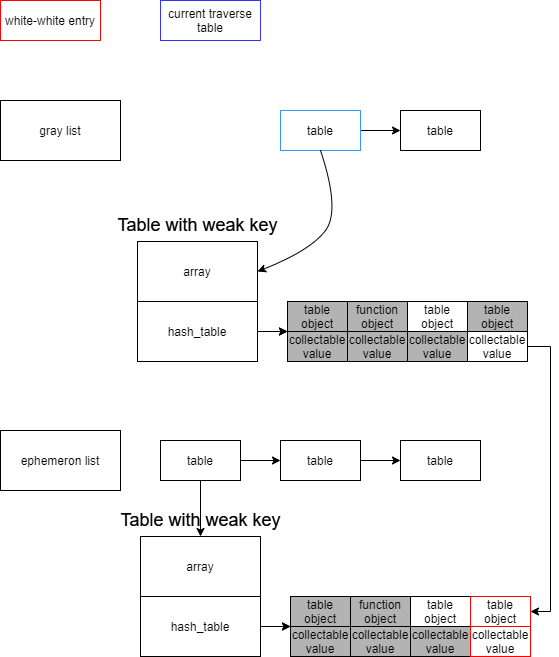 white-white entry
current traverse
table
gray list
table
table
Table with weak key
array
hash_table
table
object
function
object
table
object
table
object
collectable
value
collectable
value
collectable
value
collectable
value
ephemeron list
table
table
table
Table with weak key
array
hash_table
table
object
function
object
table
object
table
object
collectable
value
collectable
value
collectable
value
collectable
value